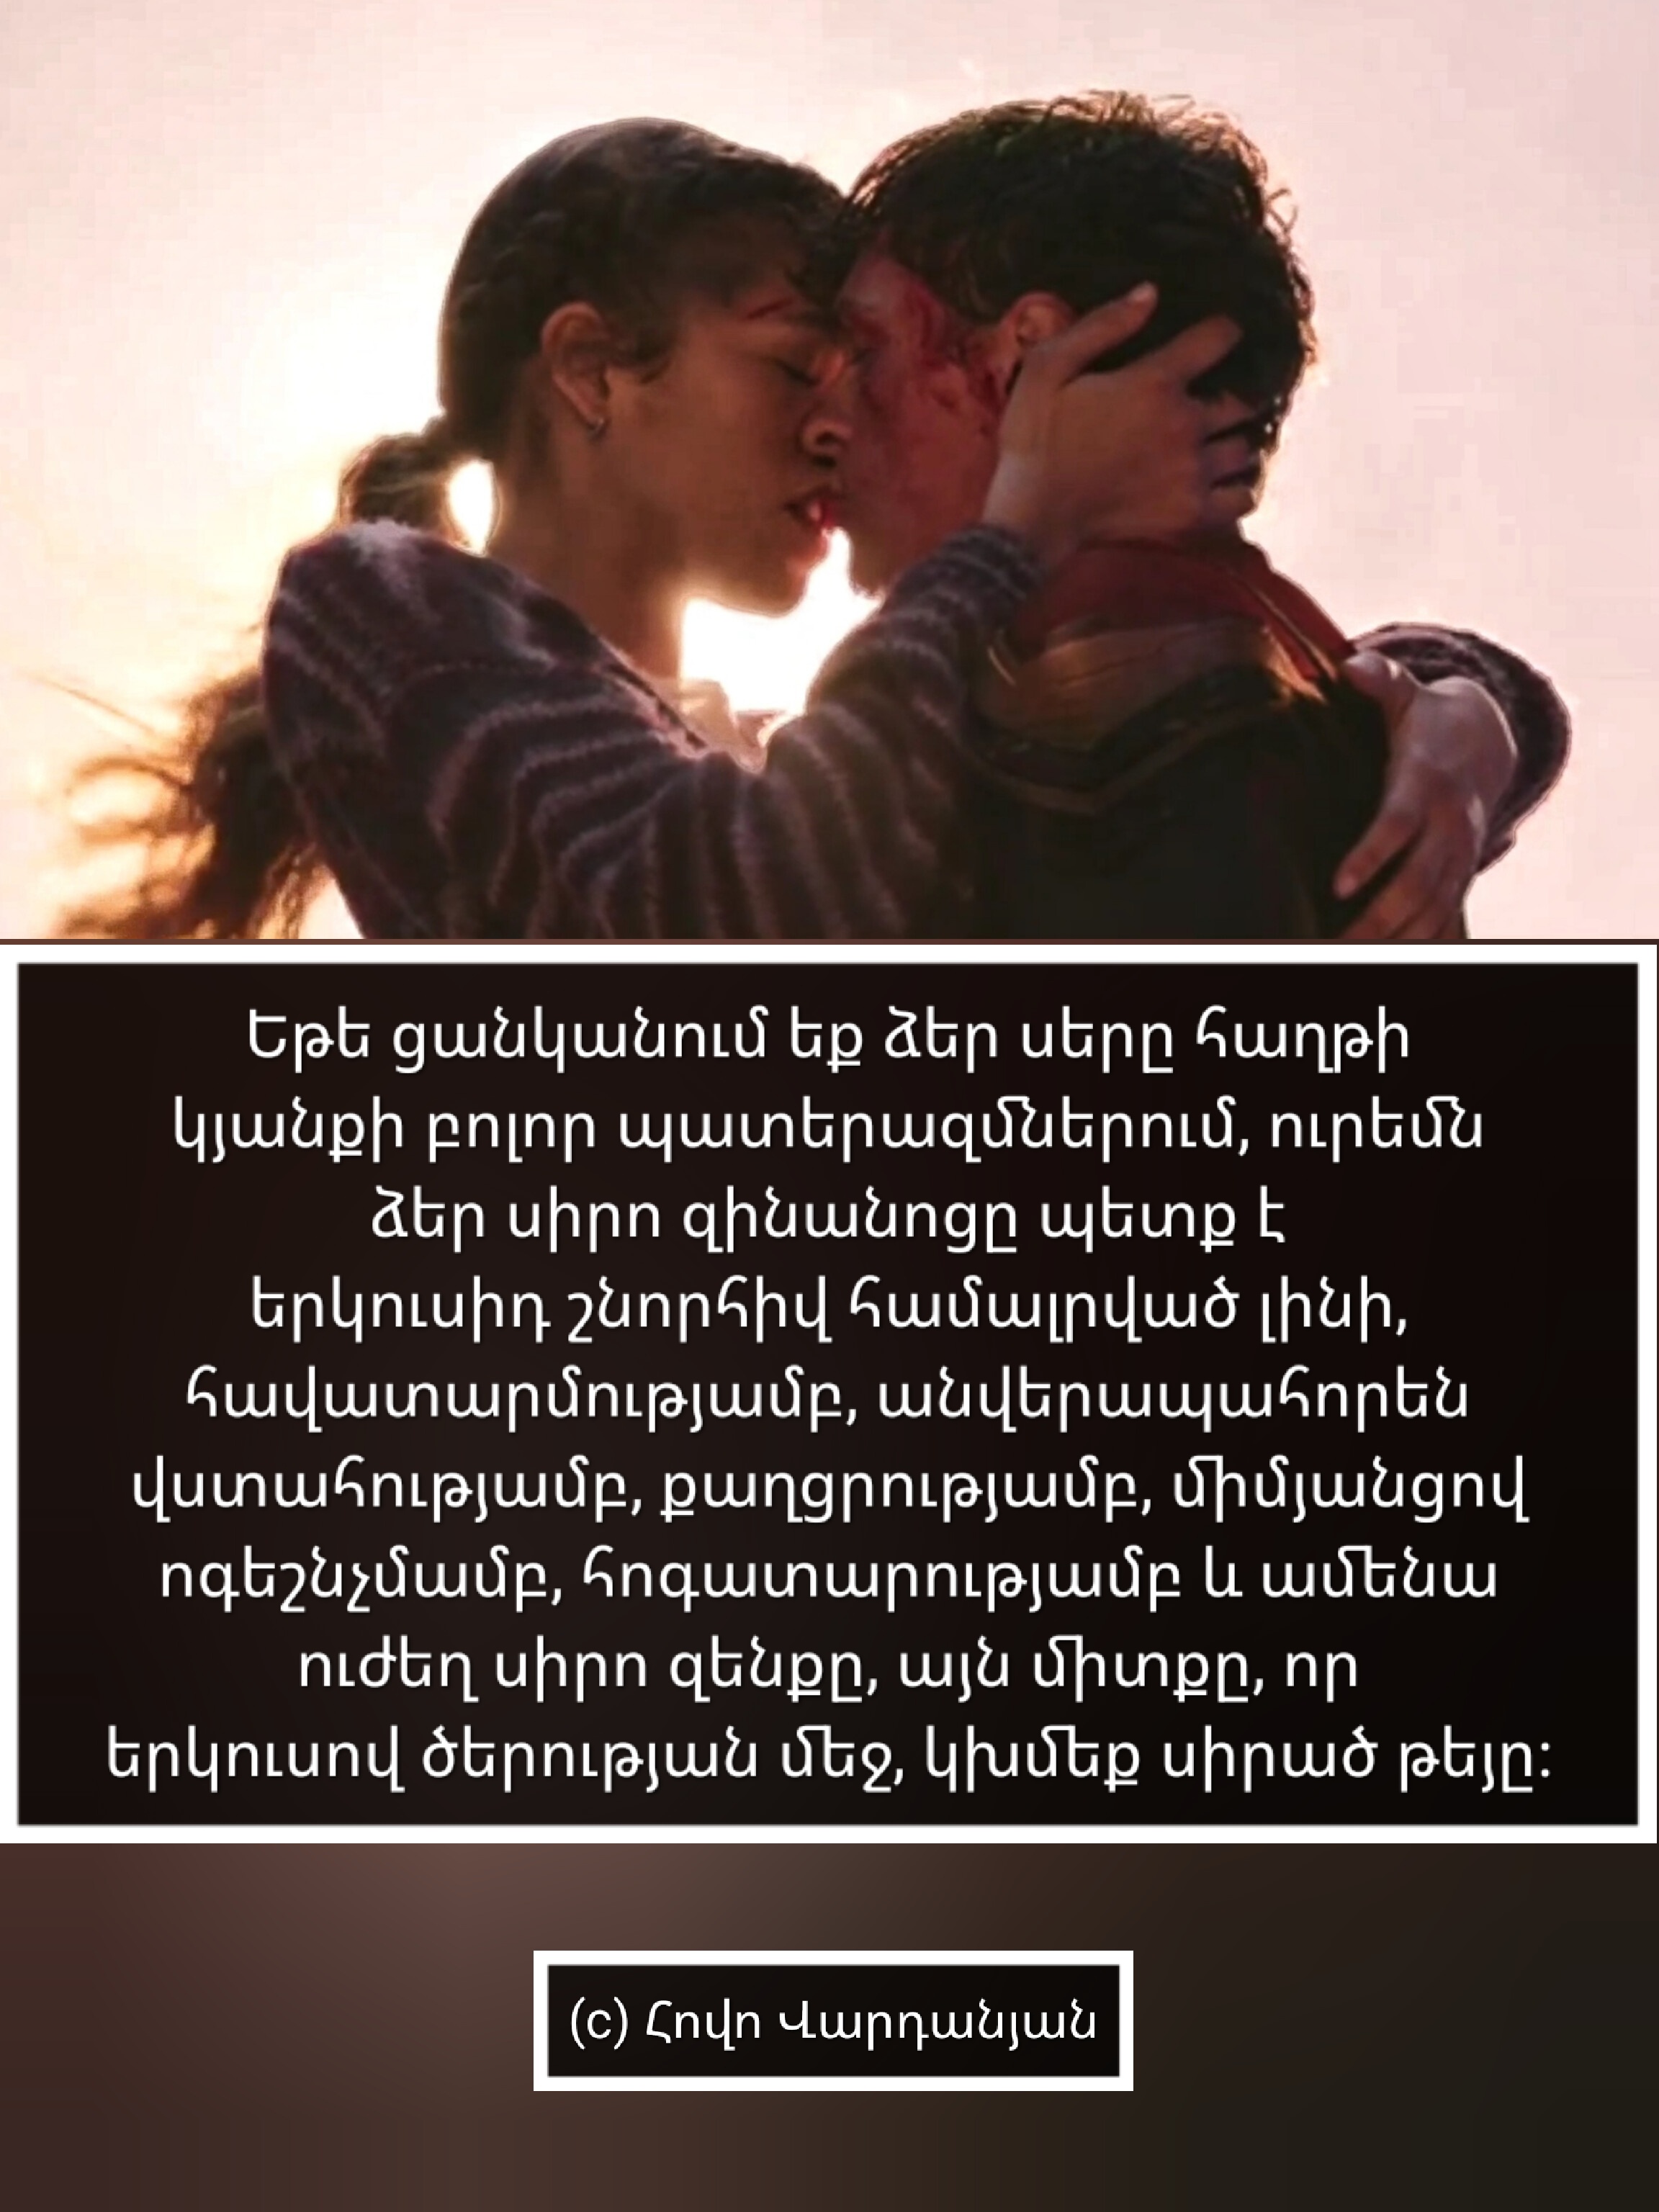 Եթե ցանկանում եք ձեր սերը հաղթի
կյանքի բոլոր պատերազմներում, ուրեմն
ձեր սիրո զինանոցը պետք է
երկուսիդ շնորհիվ համալրված լինի,
հավատարմությամբ, անվերապահորեն
վստահությամբ, քաղցրությամբ, միմյանցով
ոգեշնչմամբ, հոգատարությամբ և ամենա
ուժեղ սիրո զենքը, այն միտքը, որ
երկուսով ծերության մեջ, կխմեք սիրած թեյը:
(c) Հովո Վարդանյան